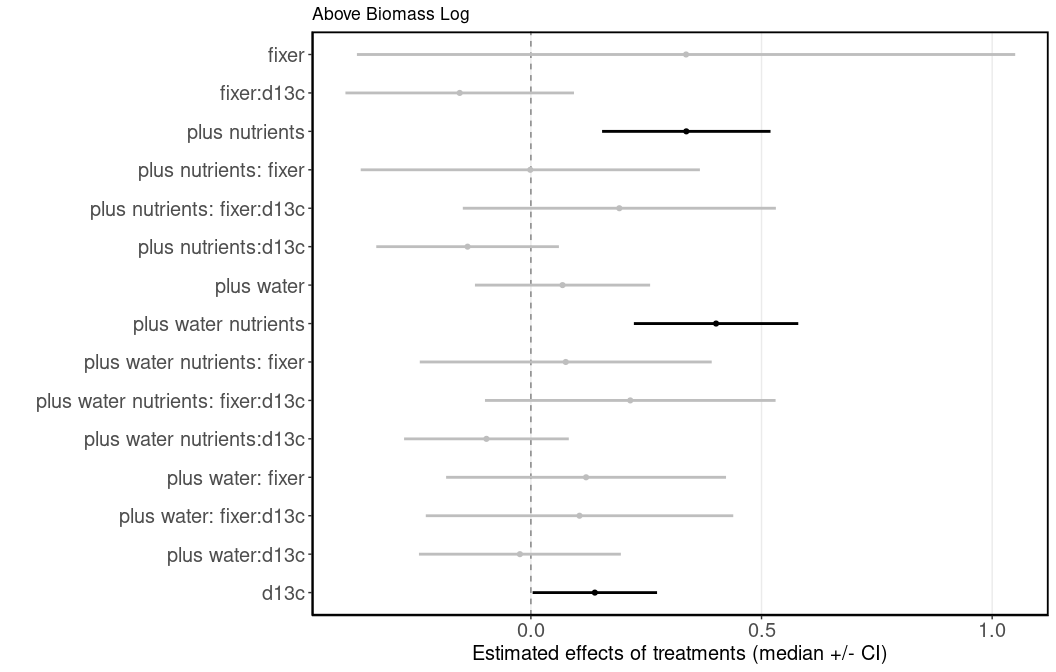 Above Biomass Log
fixer
fixer:d13c
plus nutrients
plus nutrients: fixer
plus nutrients: fixer:d13c
plus nutrients:d13c
plus water
plus water nutrients
plus water nutrients: fixer
plus water nutrients: fixer:d13c
plus water nutrients:d13c
plus water: fixer
plus water: fixer:d13c
plus water:d13c
d13c
0.0 0.5 1.0
Estimated effects of treatments (median +/- CI)